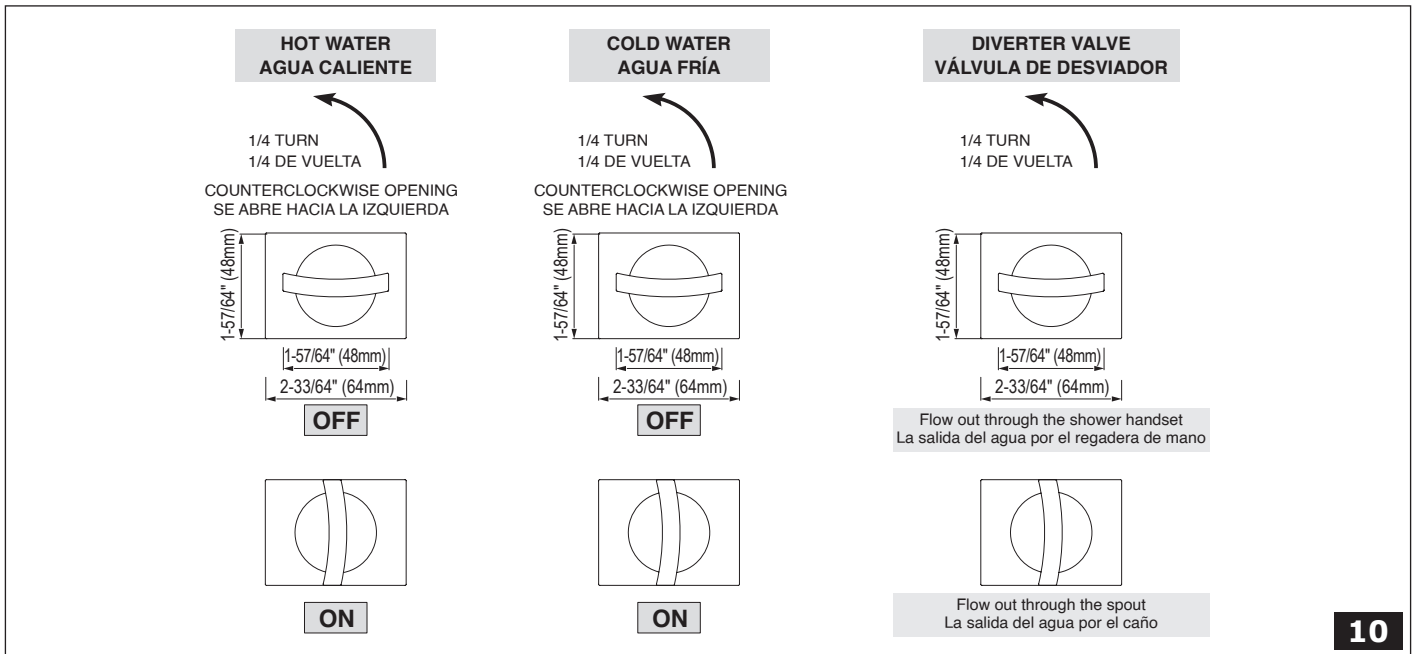 HOT WATER
AGUA CALIENTE
1/4 TURN
1/4 DE VUELTA
COUNTERCLOCKWISE OPENING
SE ABRE HACIA LA IZQUIERDA
1-57/64" (48mm)
1-57/64" (48mm)
2-33/64" (64mm)
OFF
ON
COLD WATER
AGUA FRÍA
1/4 TURN
1/4 DE VUELTA
COUNTERCLOCKWISE OPENING
SE ABRE HACIA LA IZQUIERDA
1-57/64" (48mm)
1-57/64" (48mm)
2-33/64" (64mm)
OFF
ON
DIVERTER VALVE
VÁLVULA DE DESVIADOR
1/4 TURN
1/4 DE VUELTA
1-57/64" (48mm)
1-57/64" (48mm)
2-33/64" (64mm)
Flow out through the shower handset
La salida del agua por el regadera de mano
Flow out through the spout
La salida del agua por el caño
10